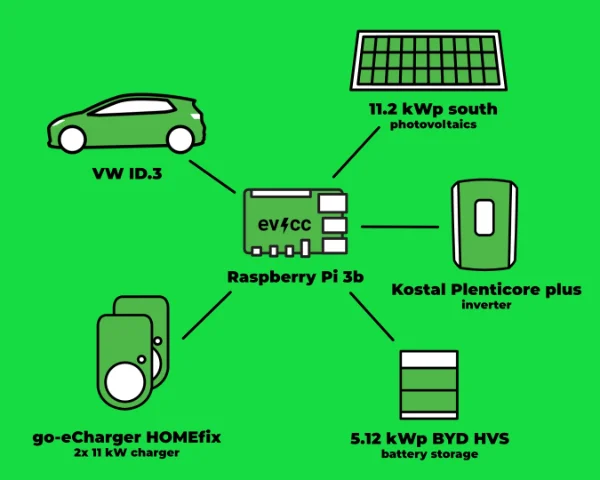 11.2 kWp south
photovoltaics
VW ID.3
evcc
Raspberry Pi 3b
Kostal Plenticore plus
inverter
go-eCharger HOMEfix
2x 11 kW charger
5.12 kWp BYD HVS
battery storage